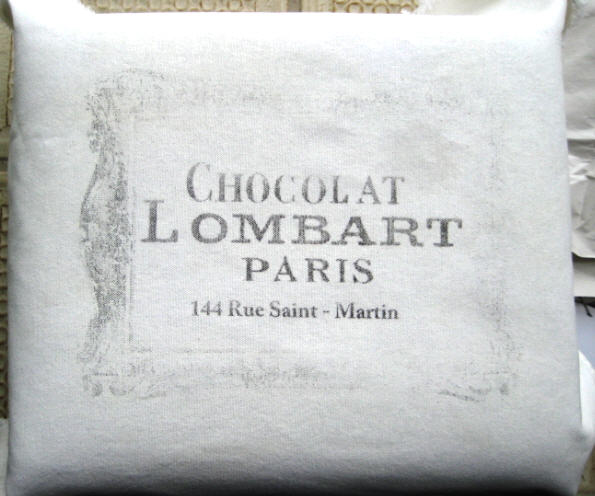 CHOCOLAT
LOMBART
PARIS
144 Rue Saint - Martin